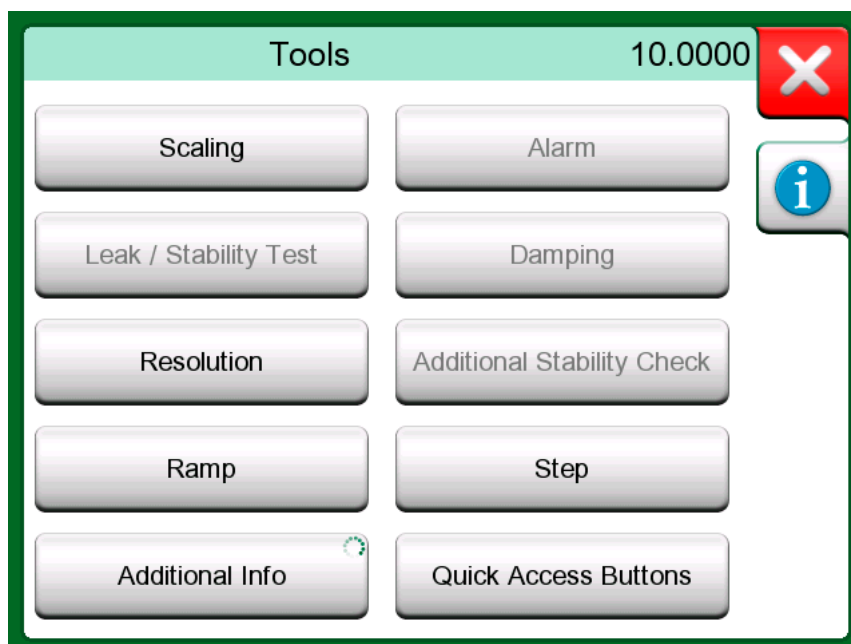 Tools 10.0000
Scaling
Alarm
Leak / Stability Test
Damping
Resolution
Additional Stability Check
Ramp
Step
Additional Info
Quick Access Buttons